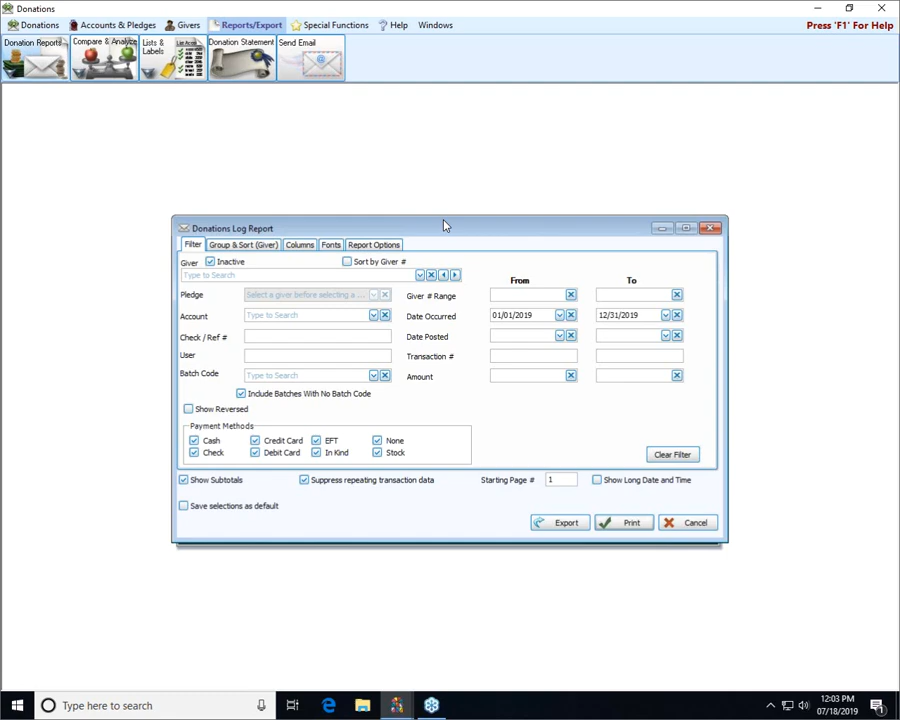 Donations
Donations Accounts & Pledges Givers Reports/Export Special Functions Help Windows Press 'F1' For Help
Donation Reports Compare & Analyze Lists & Labels Donation Statement Send Email
Donations Log Report
Filter Group & Sort (Giver) Columns Fonts Report Options
Giver Inactive Sort by Giver #
Type to Search From To
Pledge Select a giver before selecting a ... Giver # Range
Account Type to Search Date Occurred 01/01/2019 12/31/2019
Check / Ref # Date Posted
User Transaction #
Batch Code Type to Search Amount
Include Batches With No Batch Code
Show Reversed
Payment Methods
Cash Credit Card EFT None
Check Debit Card In Kind Stock
Clear Filter
Show Subtotals Suppress repeating transaction data Starting Page # 1 Show Long Date and Time
Save selections as default
Export Print Cancel
Type here to search
12:03 PM
07/18/2019
1